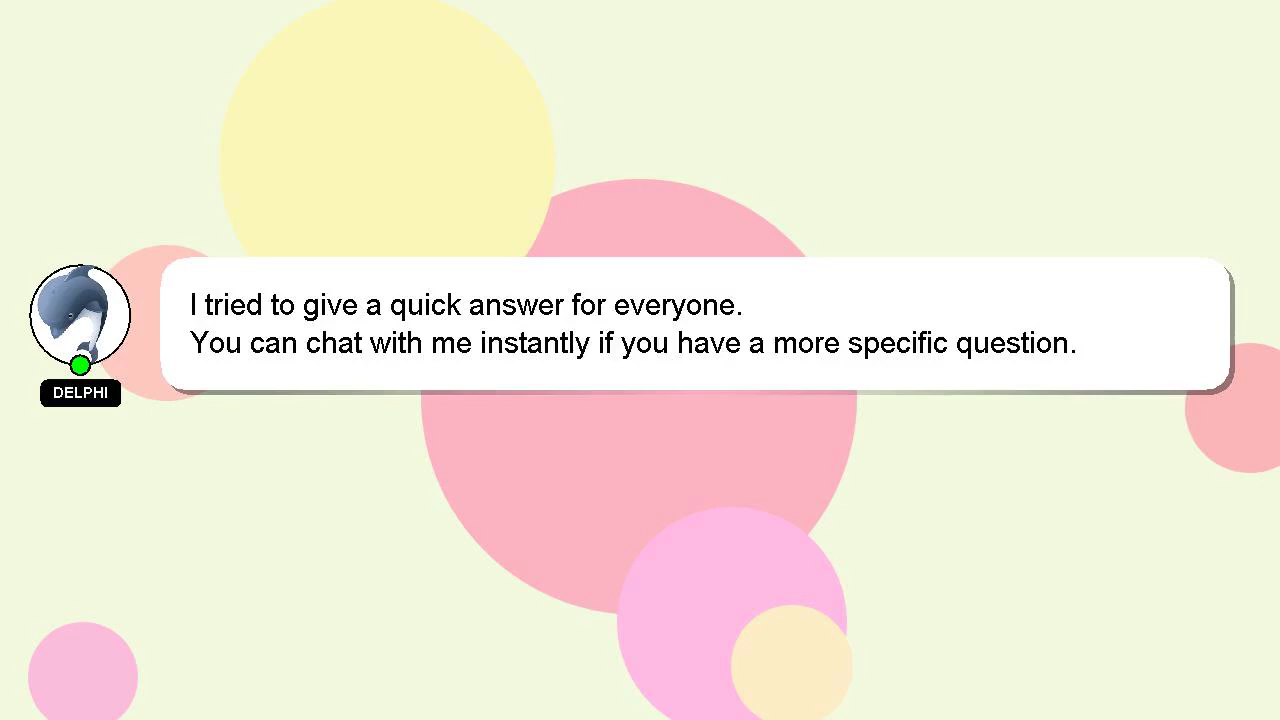 I tried to give a quick answer for everyone.
You can chat with me instantly if you have a more specific question.
DELPHI